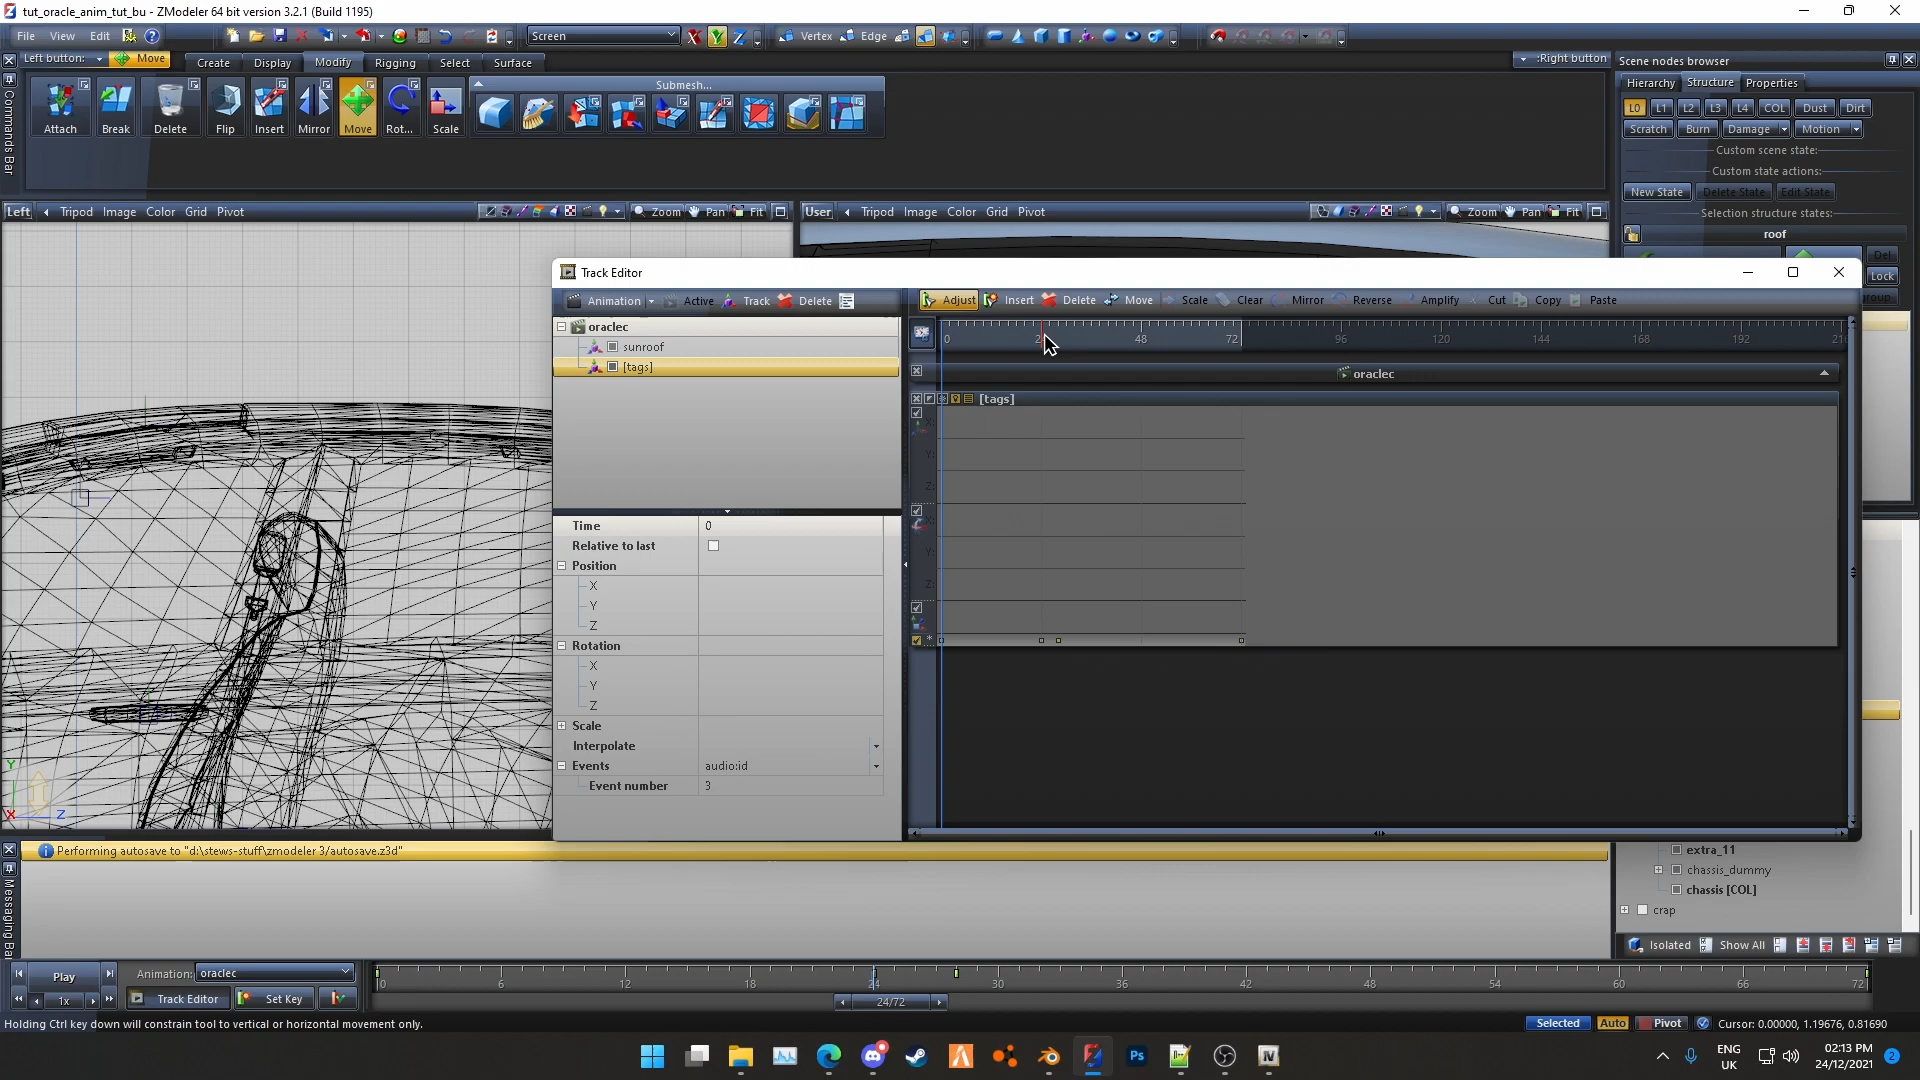 tut_oracle_anim_tut_bu - ZModeler 64 bit version 3.2.1 (Build 1195)
File View Edit Screen X Y Z Vertex Edge
Left button: Move Create Display Modify Rigging Select Surface :Right button
Commands Bar
Attach Break Delete Flip Insert Mirror Move Rot... Scale
Submesh...
Scene nodes browser
Hierarchy Structure Properties
L0 L1 L2 L3 L4 COL Dust Dirt
Scratch Burn Damage Motion
Custom scene state:
Custom state actions:
New State Delete State Edit State
Selection structure states:
roof
Del
Lock
Left Tripod Image Color Grid Pivot Zoom Pan Fit
User Tripod Image Color Grid Pivot Zoom Pan Fit
Track Editor
Animation Active Track Delete
Adjust Insert Delete Move Scale Clear Mirror Reverse Amplify Cut Copy Paste
oraclec
sunroof
[tags]
0 48 72 96 120 144 168 192
oraclec
[tags]
X:
Y:
Z:
X:
Y:
Z:
Time 0
Relative to last
Position
X
Y
Z
Rotation
X
Y
Z
Scale
Interpolate
Events audio:id
Event number 3
Y
X Z
extra_11
chassis_dummy
chassis [COL]
crap
Isolated Show All
Performing autosave to "d:\stews-stuff\zmodeler 3/autosave.z3d"
Play Animation: oraclec
1x Track Editor Set Key
0 6 12 18 24 30 36 42 48 54 60 66 72
24/72
Holding Ctrl key down will constrain tool to vertical or horizontal movement only.
Selected Auto Pivot Cursor: 0.00000, 1.19676, 0.81690
Ps
IV
ENG
UK
02:13 PM
24/12/2021
2